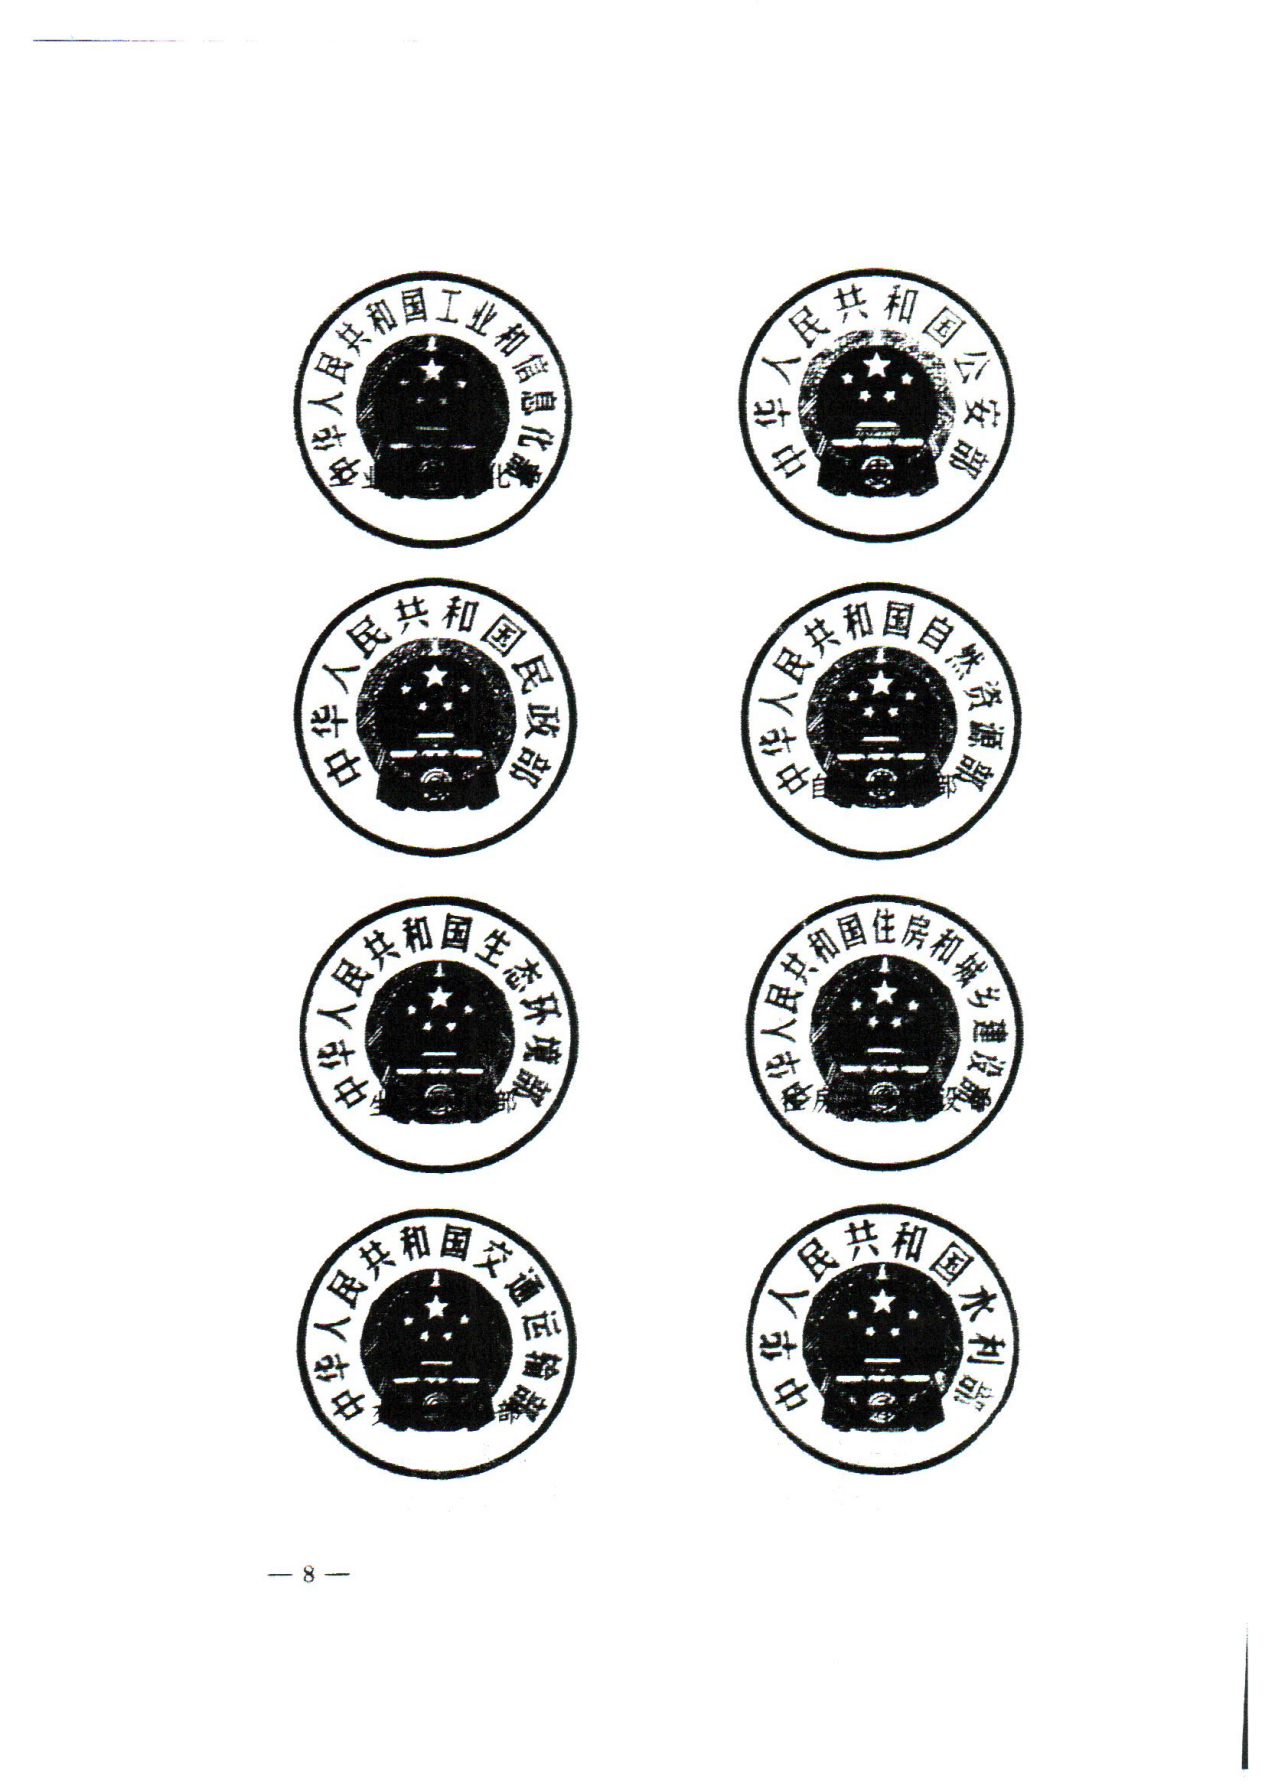 中华人民共和国工业和信息化部
中华人民共和国公安部
中华人民共和国民政部
中华人民共和国自然资源部
中华人民共和国生态环境部
中华人民共和国住房和城乡建设部
中华人民共和国交通运输部
中华人民共和国水利部
— 8 —